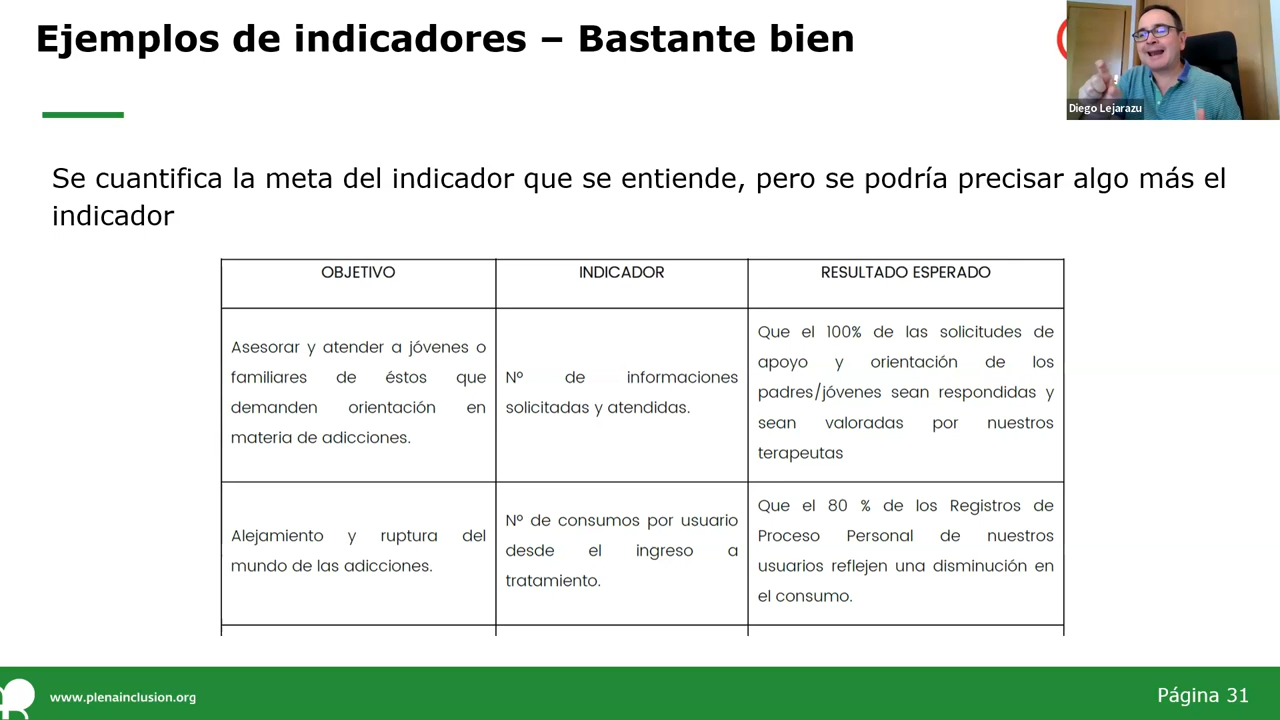 Ejemplos de indicadores – Bastante bien
Diego Lejarazu
Se cuantifica la meta del indicador que se entiende, pero se podría precisar algo más el
indicador
OBJETIVO
INDICADOR
RESULTADO ESPERADO
Asesorar y atender a jóvenes o
familiares de éstos que
demanden orientación en
materia de adicciones.
Nº de informaciones
solicitadas y atendidas.
Que el 100% de las solicitudes de
apoyo y orientación de los
padres/jóvenes sean respondidas y
sean valoradas por nuestros
terapeutas
Alejamiento y ruptura del
mundo de las adicciones.
Nº de consumos por usuario
desde el ingreso a
tratamiento.
Que el 80 % de los Registros de
Proceso Personal de nuestros
usuarios reflejen una disminución en
el consumo.
www.plenainclusion.org
Página 31